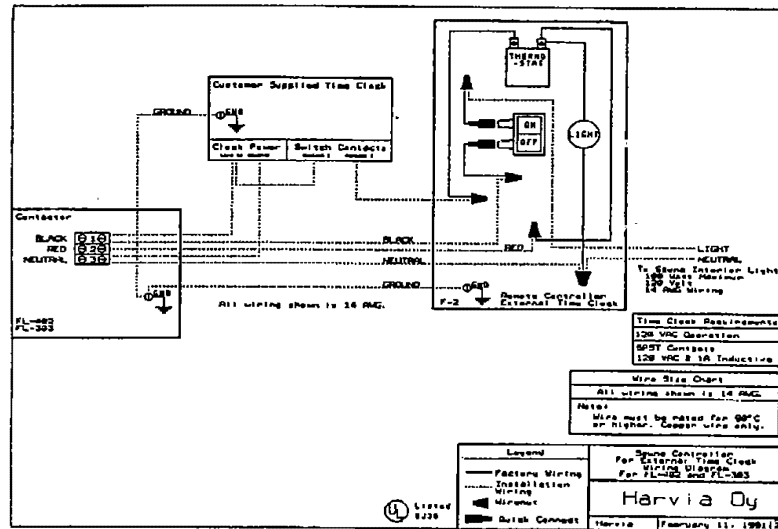 THERMO
-STAT
Customer Supplied Time Clock
GROUND
GND
ON
OFF
LIGHT
Clock Power
Switch Contacts
Contactor
BLACK 1
RED 2
NEUTRAL 3
BLACK
RED
NEUTRAL
LIGHT
NEUTRAL
To Sauna Interior Light
100 Watt Maximum
120 Volt
14 AWG Wiring
GROUND
GND
GND
All wiring shown is 14 AWG.
F-2
Remote Controller
External Time Clock
FL-402
FL-303
Time Clock Requirements
120 VAC Operation
SPST Contacts
120 VAC @ 1A Inductive
Wire Size Chart
All wiring shown is 14 AWG.
Note:
Wire must be rated for 90°C
or higher. Copper wire only.
Legend
Factory Wiring
Installation
Wiring
Wirenut
Quick Connect
Sauna Controller
For External Time Clock
Wiring Diagram
For FL-402 and FL-303
Harvia Oy
UL Listed
Harvia
February 11, 1991